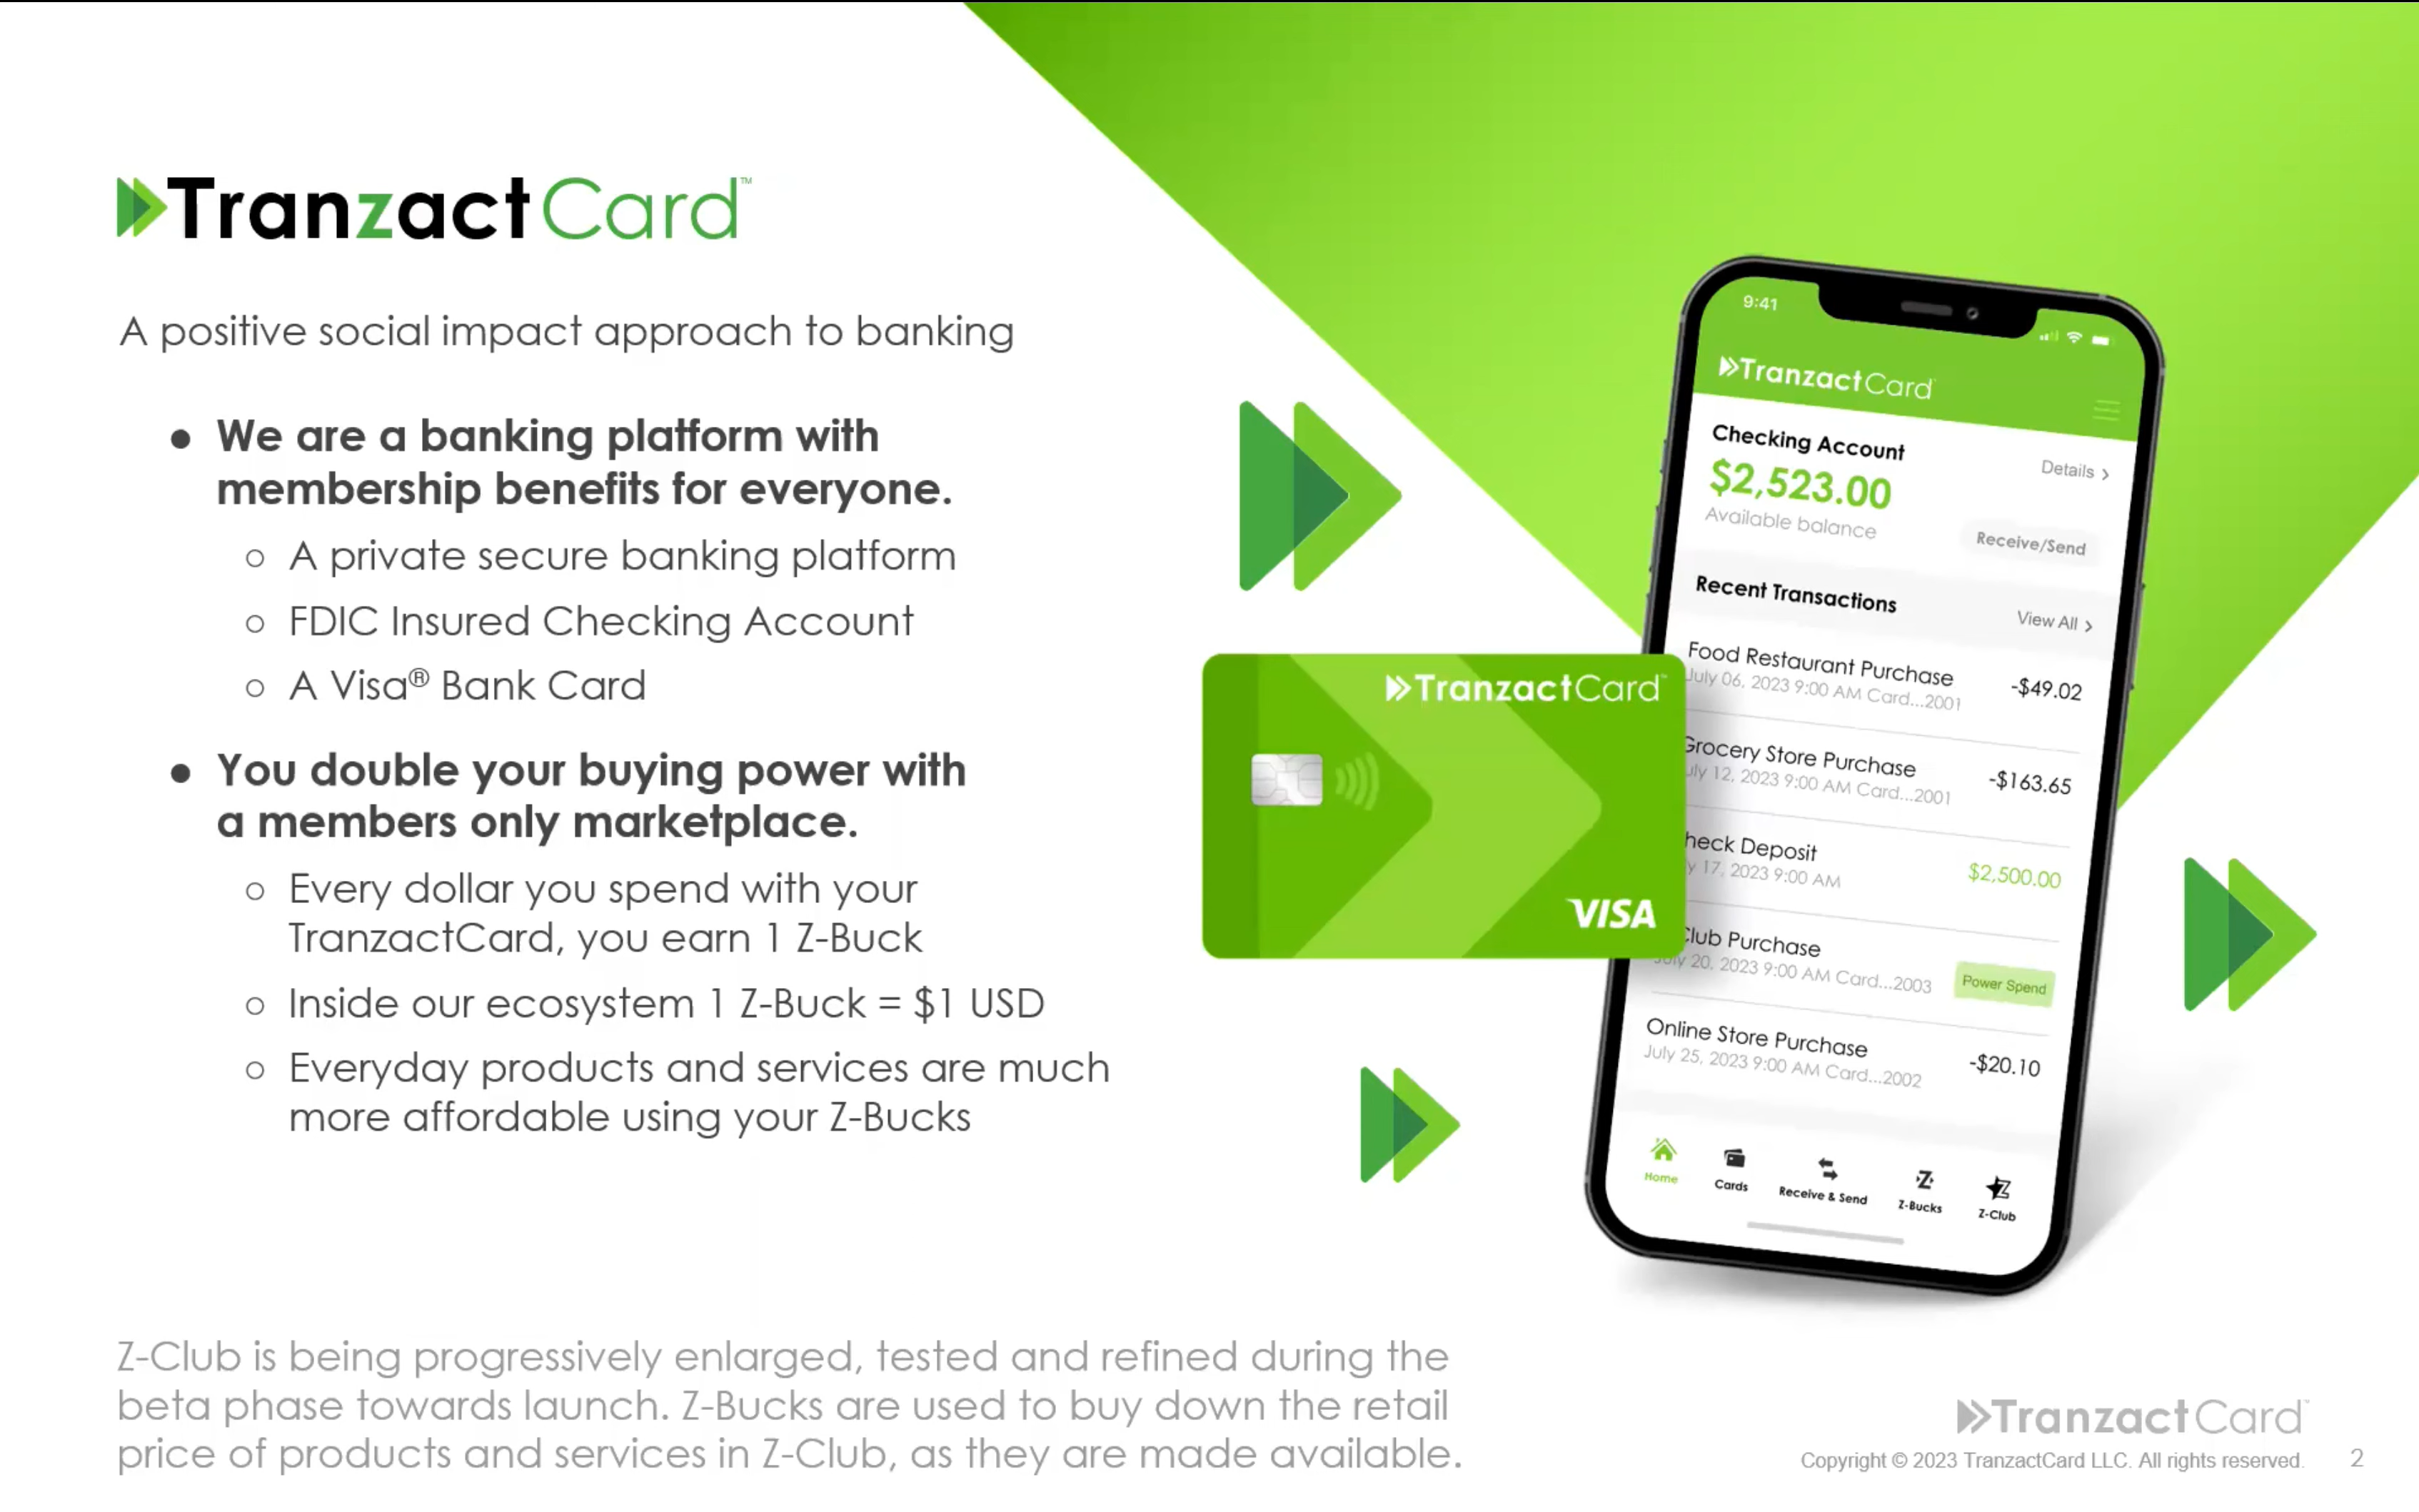 TranzactCard™
A positive social impact approach to banking
● We are a banking platform with
membership benefits for everyone.
○ A private secure banking platform
○ FDIC Insured Checking Account
○ A Visa® Bank Card
● You double your buying power with
a members only marketplace.
○ Every dollar you spend with your
TranzactCard, you earn 1 Z-Buck
○ Inside our ecosystem 1 Z-Buck = $1 USD
○ Everyday products and services are much
more affordable using your Z-Bucks
Z-Club is being progressively enlarged, tested and refined during the
beta phase towards launch. Z-Bucks are used to buy down the retail
price of products and services in Z-Club, as they are made available.
TranzactCard™
VISA
9:41
TranzactCard
Checking Account
$2,523.00
Details >
Available balance
Receive/Send
Recent Transactions
View All >
Food Restaurant Purchase
-$49.02
July 06, 2023 9:00 AM Card...2001
Grocery Store Purchase
-$163.65
uly 12, 2023 9:00 AM Card...2001
heck Deposit
$2,500.00
y 17, 2023 9:00 AM
Club Purchase
July 20, 2023 9:00 AM Card...2003
Power Spend
Online Store Purchase
-$20.10
July 25, 2023 9:00 AM Card...2002
Home
Cards
Receive & Send
Z-Bucks
Z-Club
TranzactCard™
Copyright © 2023 TranzactCard LLC. All rights reserved.
2